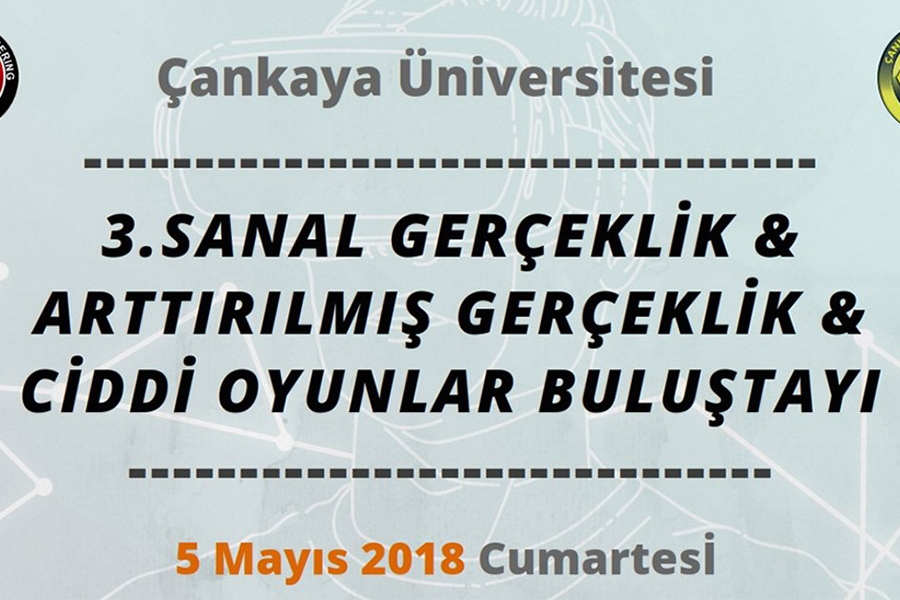 Çankaya Üniversitesi
3.SANAL GERÇEKLİK &
ARTTIRILMIŞ GERÇEKLİK &
CİDDİ OYUNLAR BULUŞTAYI
5 Mayıs 2018 Cumartesİ